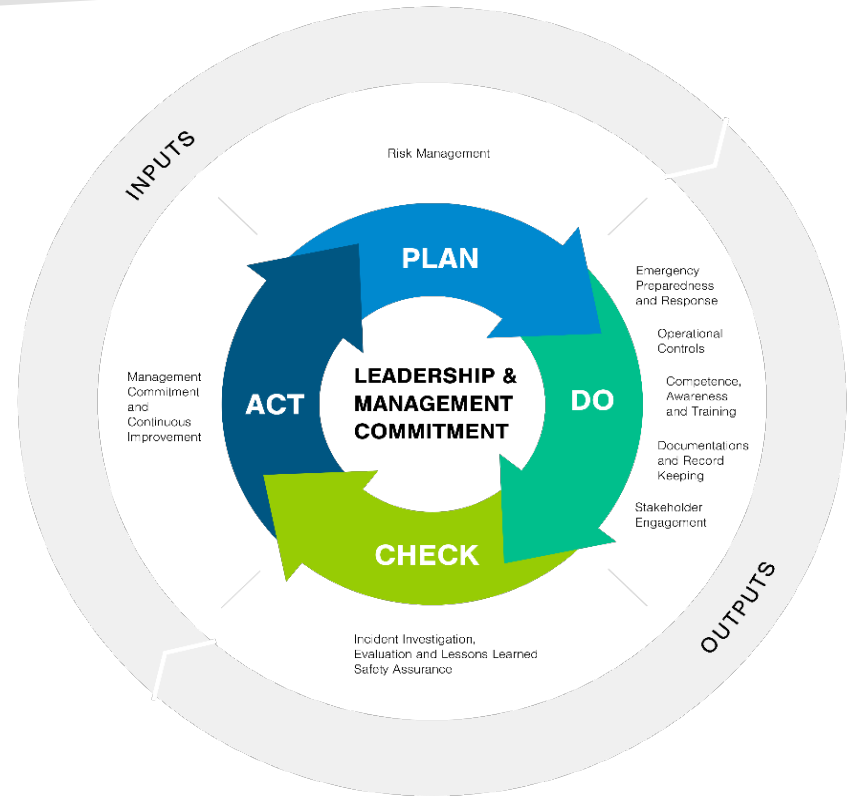 INPUTS
Risk Management
PLAN
Emergency
Preparedness
and Response
Operational
Controls
Competence,
Awareness
and Training
Documentations
and Record
Keeping
Stakeholder
Engagement
DO
LEADERSHIP &
MANAGEMENT
COMMITMENT
ACT
Management
Commitment
and
Continuous
Improvement
CHECK
Incident Investigation,
Evaluation and Lessons Learned
Safety Assurance
OUTPUTS